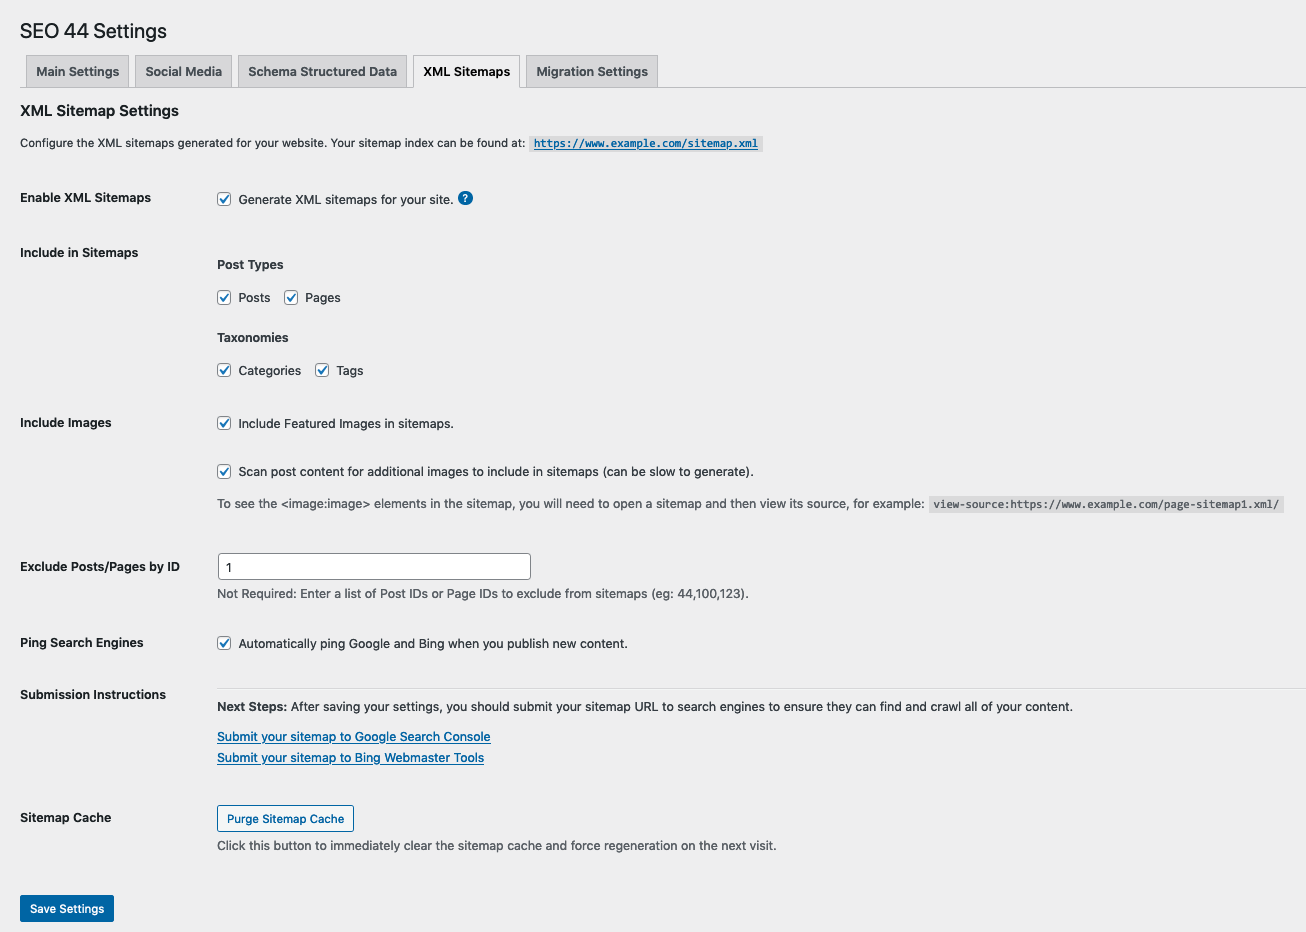 SEO 44 Settings
Main Settings Social Media Schema Structured Data XML Sitemaps Migration Settings
XML Sitemap Settings
Configure the XML sitemaps generated for your website. Your sitemap index can be found at: https://www.example.com/sitemap.xml
Enable XML Sitemaps Generate XML sitemaps for your site. ?
Include in Sitemaps
Post Types
Posts Pages
Taxonomies
Categories Tags
Include Images Include Featured Images in sitemaps.
Scan post content for additional images to include in sitemaps (can be slow to generate).
To see the <image:image> elements in the sitemap, you will need to open a sitemap and then view its source, for example: view-source:https://www.example.com/page-sitemap1.xml/
Exclude Posts/Pages by ID 1
Not Required: Enter a list of Post IDs or Page IDs to exclude from sitemaps (eg: 44,100,123).
Ping Search Engines Automatically ping Google and Bing when you publish new content.
Submission Instructions
Next Steps: After saving your settings, you should submit your sitemap URL to search engines to ensure they can find and crawl all of your content.
Submit your sitemap to Google Search Console
Submit your sitemap to Bing Webmaster Tools
Sitemap Cache Purge Sitemap Cache
Click this button to immediately clear the sitemap cache and force regeneration on the next visit.
Save Settings